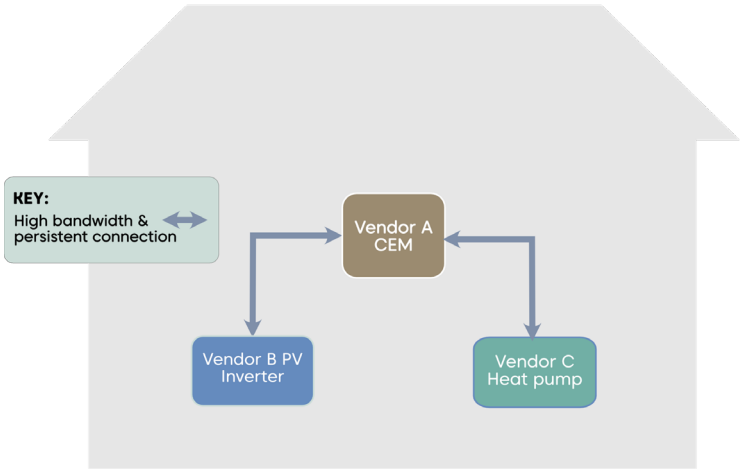 KEY:
High bandwidth &
persistent connection
Vendor A
CEM
Vendor B PV
Inverter
Vendor C
Heat pump